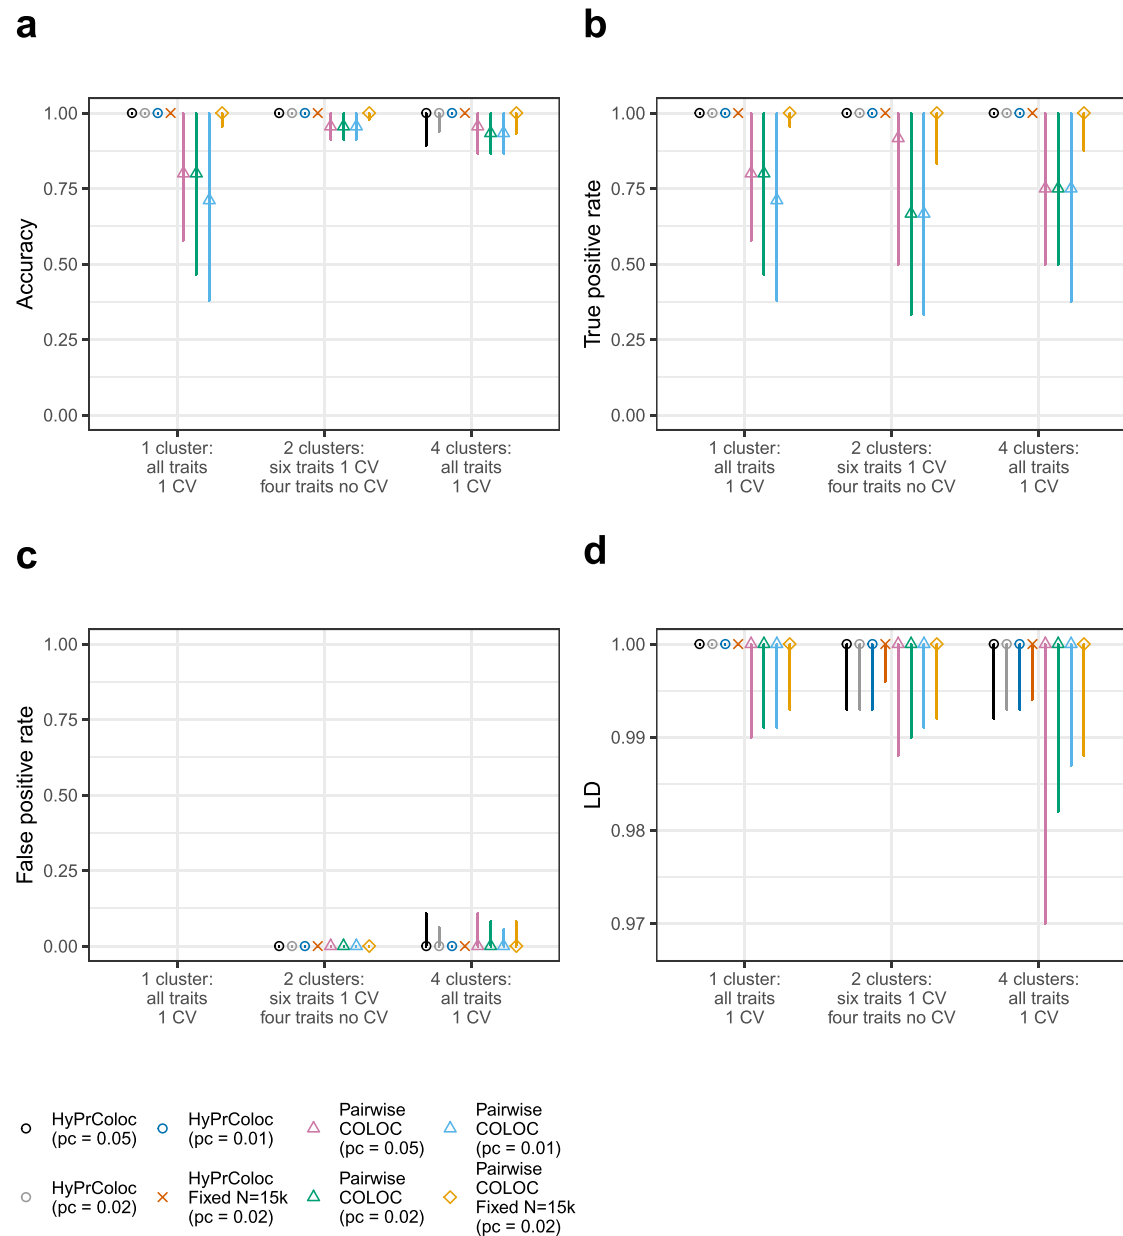 a
1.00
0.75
0.50
0.25
0.00
Accuracy
1 cluster:
all traits
1 CV
2 clusters:
six traits 1 CV
four traits no CV
4 clusters:
all traits
1 CV
b
1.00
0.75
0.50
0.25
0.00
True positive rate
1 cluster:
all traits
1 CV
2 clusters:
six traits 1 CV
four traits no CV
4 clusters:
all traits
1 CV
c
1.00
0.75
0.50
0.25
0.00
False positive rate
1 cluster:
all traits
1 CV
2 clusters:
six traits 1 CV
four traits no CV
4 clusters:
all traits
1 CV
d
1.00
0.99
0.98
0.97
LD
1 cluster:
all traits
1 CV
2 clusters:
six traits 1 CV
four traits no CV
4 clusters:
all traits
1 CV
HyPrColoc
(pc = 0.05)
HyPrColoc
(pc = 0.01)
Pairwise
COLOC
(pc = 0.05)
Pairwise
COLOC
(pc = 0.01)
HyPrColoc
(pc = 0.02)
HyPrColoc
Fixed N=15k
(pc = 0.02)
Pairwise
COLOC
(pc = 0.02)
Pairwise
COLOC
Fixed N=15k
(pc = 0.02)